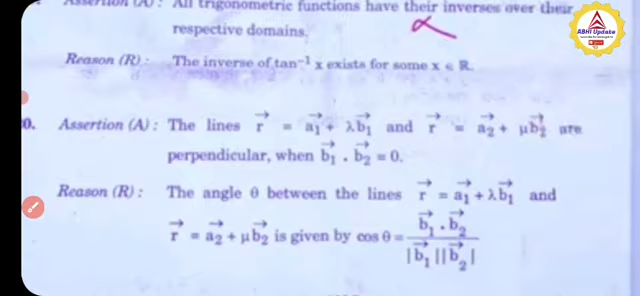 Assertion (A) : All trigonometric functions have their inverses over their
respective domains.
Reason (R) : The inverse of tan⁻¹ x exists for some x ∈ R.
0. Assertion (A) : The lines r⃗ = a⃗₁ + λb⃗₁ and r⃗ = a⃗₂ + μb⃗₂ are
perpendicular, when b⃗₁ . b⃗₂ = 0.
Reason (R) : The angle θ between the lines r⃗ = a⃗₁ + λb⃗₁ and
r⃗ = a⃗₂ + μb⃗₂ is given by cos θ = b⃗₁ . b⃗₂ / |b⃗₁||b⃗₂|
ABHI Update